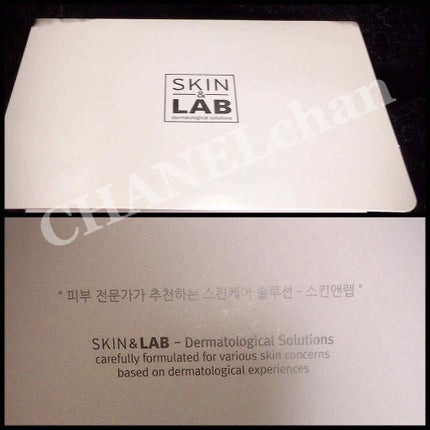 SKIN
&
LAB
dermatological solutions
CHANELchan
" 피부 전문가가 추천하는 스킨케어 솔루션 - 스킨앤랩 "
SKIN&LAB – Dermatological Solutions
carefully formulated for various skin concerns
based on dermatological experiences